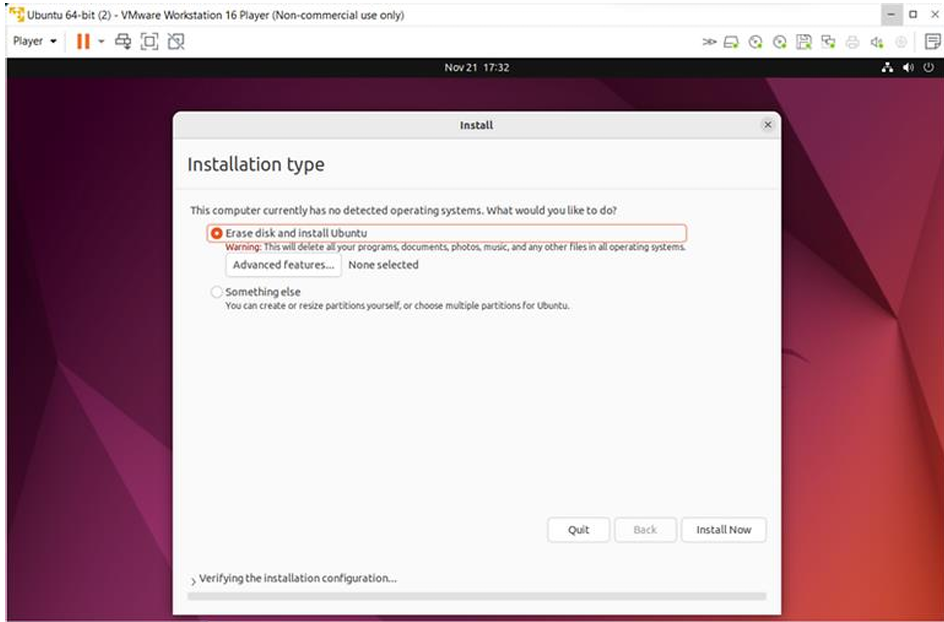 Ubuntu 64-bit (2) - VMware Workstation 16 Player (Non-commercial use only)
Player
Nov 21 17:32
Install
Installation type
This computer currently has no detected operating systems. What would you like to do?
Erase disk and install Ubuntu
Warning: This will delete all your programs, documents, photos, music, and any other files in all operating systems.
Advanced features... None selected
Something else
You can create or resize partitions yourself, or choose multiple partitions for Ubuntu.
Quit Back Install Now
Verifying the installation configuration...